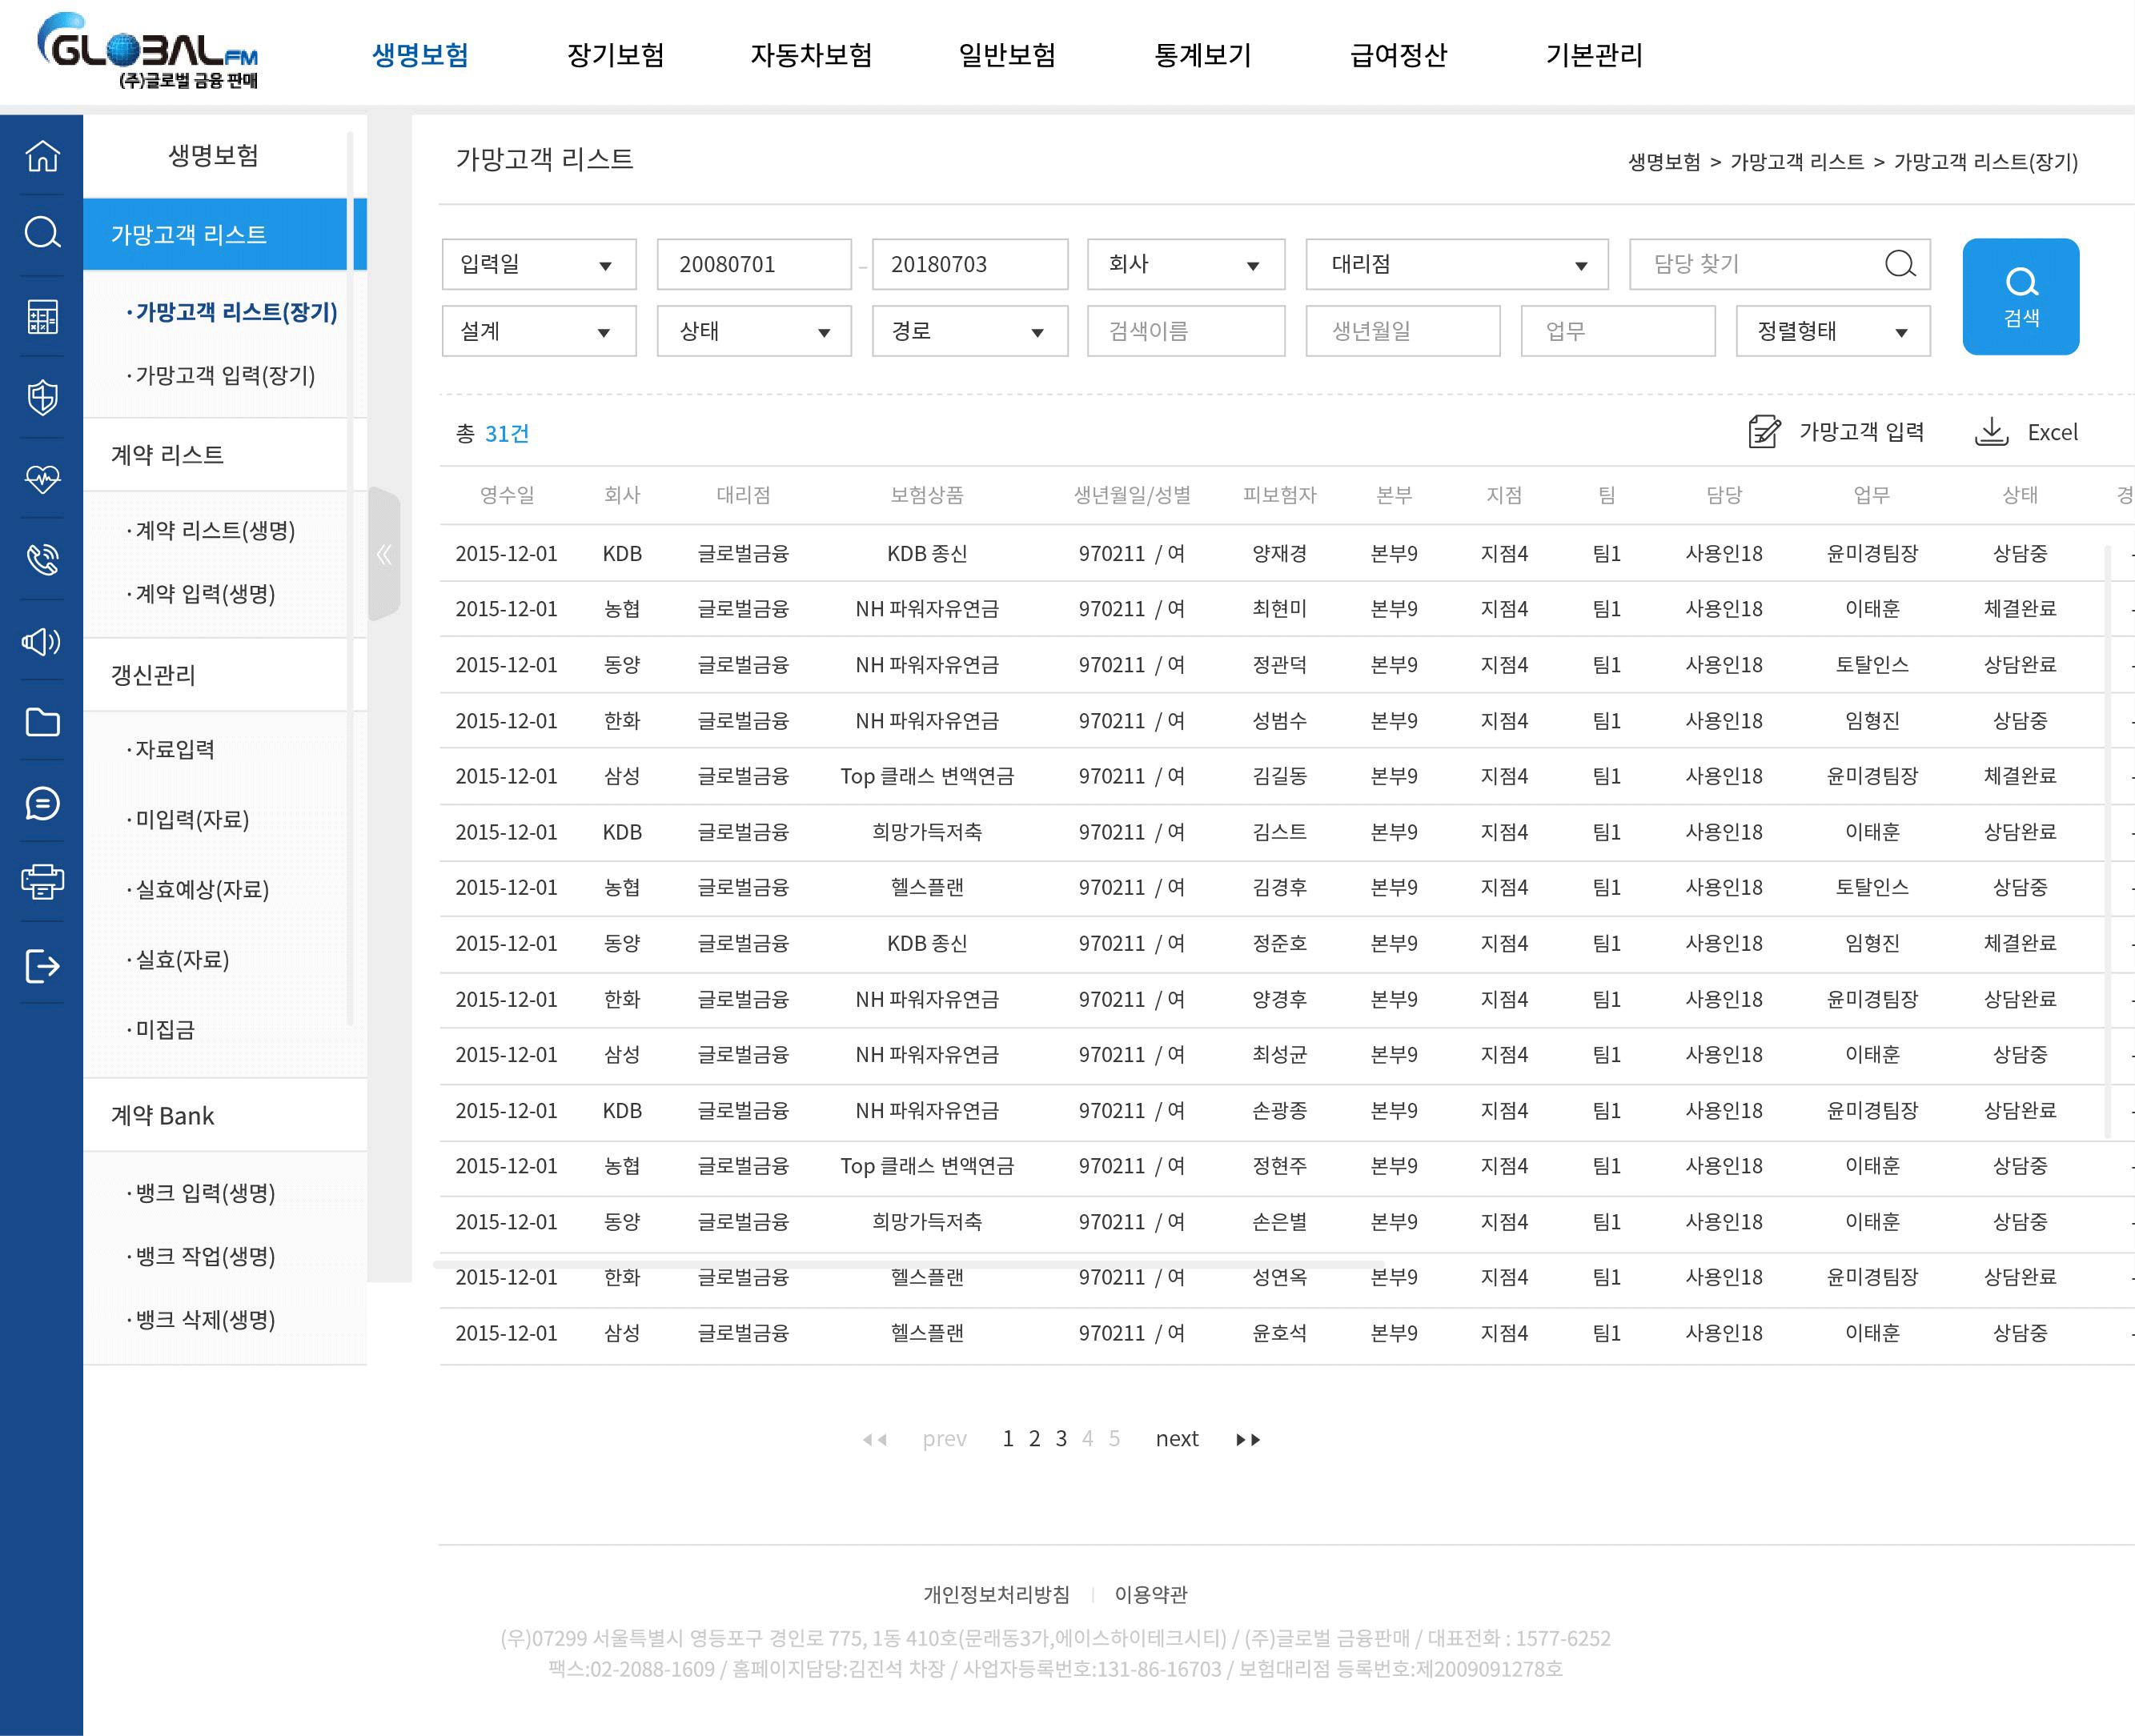 GLOBAL FM
(주)글로벌 금융 판매
생명보험 장기보험 자동차보험 일반보험 통계보기 급여정산 기본관리
생명보험
가망고객 리스트
·가망고객 리스트(장기)
·가망고객 입력(장기)
계약 리스트
·계약 리스트(생명)
·계약 입력(생명)
갱신관리
·자료입력
·미입력(자료)
·실효예상(자료)
·실효(자료)
·미집금
계약 Bank
·뱅크 입력(생명)
·뱅크 작업(생명)
·뱅크 삭제(생명)
가망고객 리스트
생명보험 > 가망고객 리스트 > 가망고객 리스트(장기)
입력일 20080701 - 20180703 회사 대리점 담당 찾기
설계 상태 경로 검색이름 생년월일 업무 정렬형태
검색
총 31건
가망고객 입력 Excel
영수일 회사 대리점 보험상품 생년월일/성별 피보험자 본부 지점 팀 담당 업무 상태 경
2015-12-01 KDB 글로벌금융 KDB 종신 970211 / 여 양재경 본부9 지점4 팀1 사용인18 윤미경팀장 상담중
2015-12-01 농협 글로벌금융 NH 파워자유연금 970211 / 여 최현미 본부9 지점4 팀1 사용인18 이태훈 체결완료
2015-12-01 동양 글로벌금융 NH 파워자유연금 970211 / 여 정관덕 본부9 지점4 팀1 사용인18 토탈인스 상담완료
2015-12-01 한화 글로벌금융 NH 파워자유연금 970211 / 여 성범수 본부9 지점4 팀1 사용인18 임형진 상담중
2015-12-01 삼성 글로벌금융 Top 클래스 변액연금 970211 / 여 김길동 본부9 지점4 팀1 사용인18 윤미경팀장 체결완료
2015-12-01 KDB 글로벌금융 희망가득저축 970211 / 여 김스트 본부9 지점4 팀1 사용인18 이태훈 상담완료
2015-12-01 농협 글로벌금융 헬스플랜 970211 / 여 김경후 본부9 지점4 팀1 사용인18 토탈인스 상담중
2015-12-01 동양 글로벌금융 KDB 종신 970211 / 여 정준호 본부9 지점4 팀1 사용인18 임형진 체결완료
2015-12-01 한화 글로벌금융 NH 파워자유연금 970211 / 여 양경후 본부9 지점4 팀1 사용인18 윤미경팀장 상담완료
2015-12-01 삼성 글로벌금융 NH 파워자유연금 970211 / 여 최성균 본부9 지점4 팀1 사용인18 이태훈 상담중
2015-12-01 KDB 글로벌금융 NH 파워자유연금 970211 / 여 손광종 본부9 지점4 팀1 사용인18 윤미경팀장 상담완료
2015-12-01 농협 글로벌금융 Top 클래스 변액연금 970211 / 여 정현주 본부9 지점4 팀1 사용인18 이태훈 상담중
2015-12-01 동양 글로벌금융 희망가득저축 970211 / 여 손은별 본부9 지점4 팀1 사용인18 이태훈 상담중
2015-12-01 한화 글로벌금융 헬스플랜 970211 / 여 성연옥 본부9 지점4 팀1 사용인18 윤미경팀장 상담완료
2015-12-01 삼성 글로벌금융 헬스플랜 970211 / 여 윤호석 본부9 지점4 팀1 사용인18 이태훈 상담중
prev 1 2 3 4 5 next
개인정보처리방침 | 이용약관
(우)07299 서울특별시 영등포구 경인로 775, 1동 410호(문래동3가,에이스하이테크시티) / (주)글로벌 금융판매 / 대표전화 : 1577-6252
팩스:02-2088-1609 / 홈페이지담당:김진석 차장 / 사업자등록번호:131-86-16703 / 보험대리점 등록번호:제2009091278호